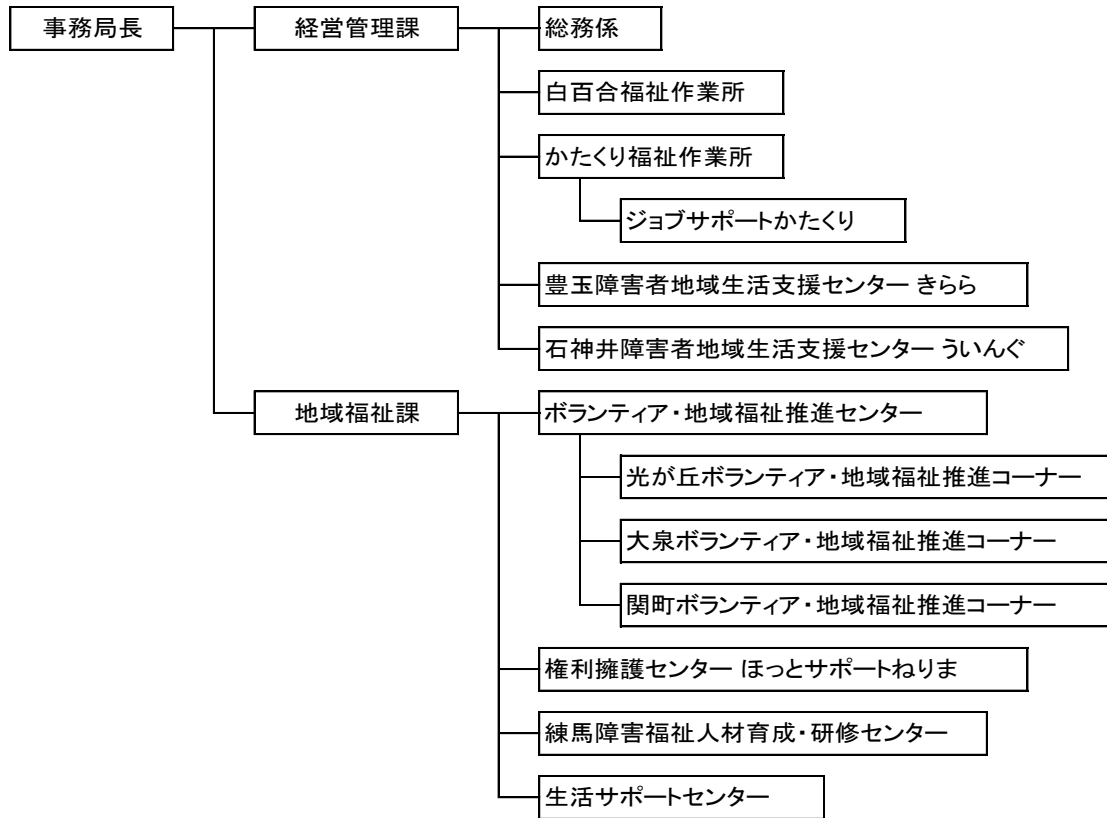 事務局長
経営管理課
総務係
白百合福祉作業所
かたくり福祉作業所
ジョブサポートかたくり
豊玉障害者地域生活支援センター きらら
石神井障害者地域生活支援センター ういんぐ
地域福祉課
ボランティア・地域福祉推進センター
光が丘ボランティア・地域福祉推進コーナー
大泉ボランティア・地域福祉推進コーナー
関町ボランティア・地域福祉推進コーナー
権利擁護センター ほっとサポートねりま
練馬障害福祉人材育成・研修センター
生活サポートセンター